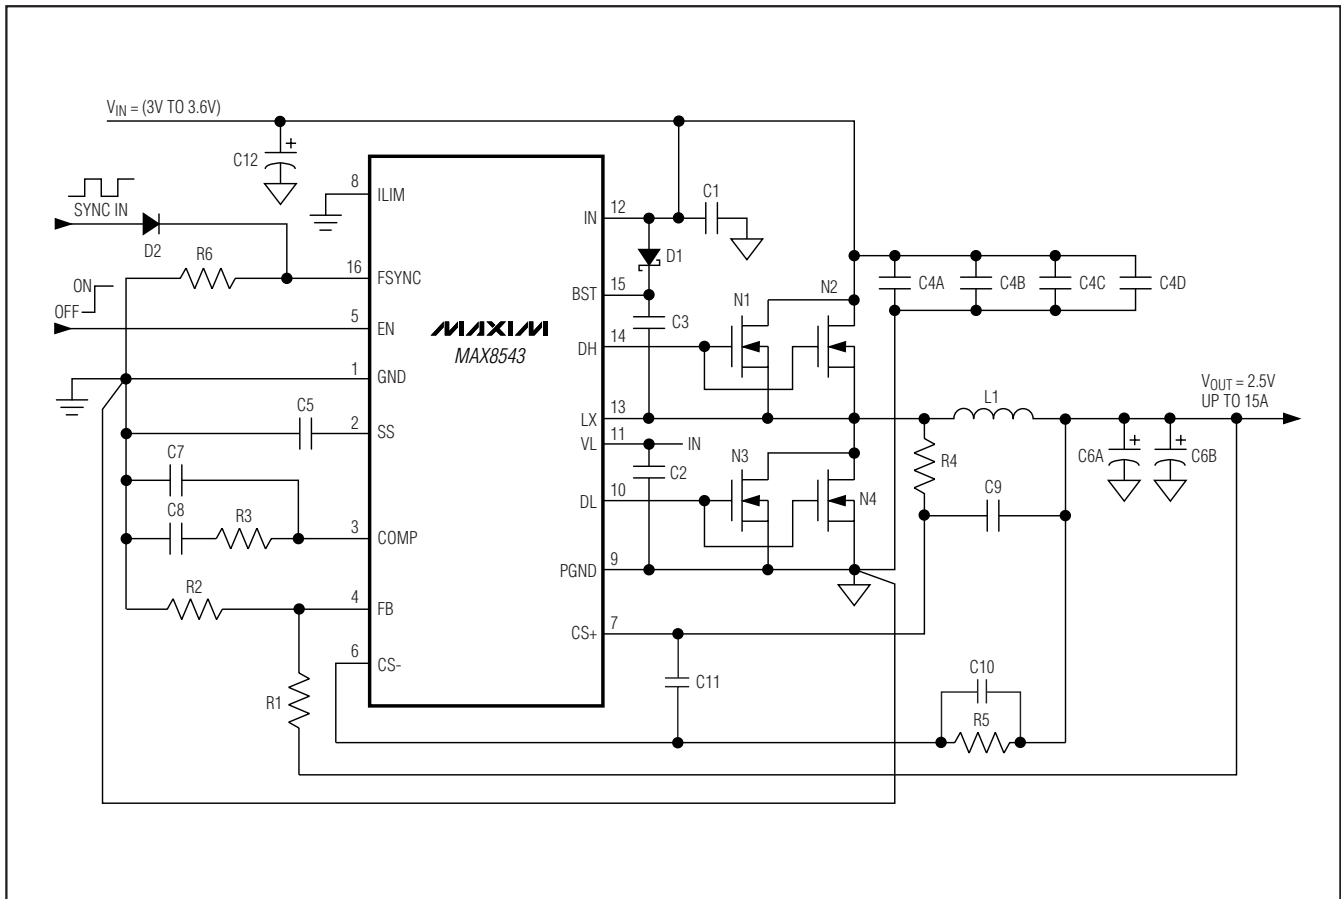 VIN = (3V TO 3.6V)
C12
+
8
ILIM
SYNC IN
D2
R6
16
FSYNC
ON
OFF
5
EN
1
GND
C5
2
SS
C7
C8
R3
3
COMP
R2
4
FB
6
CS-
R1
MAXIM
MAX8543
IN
12
C1
D1
BST
15
C3
DH
14
N1
N2
C4A
C4B
C4C
C4D
LX
13
VL
11
IN
C2
DL
10
N3
N4
PGND
9
CS+
7
C11
L1
R4
C9
C10
R5
VOUT = 2.5V
UP TO 15A
+
C6A
+
C6B